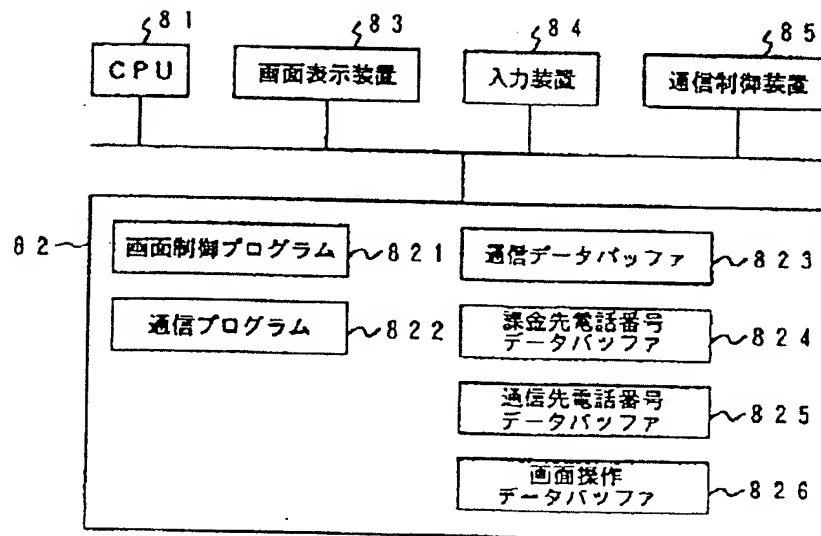 81
83
84
85
CPU
画面表示装置
入力装置
通信制御装置
82
画面制御プログラム
821
通信プログラム
822
通信データバッファ
823
課金先電話番号
データバッファ
824
通信先電話番号
データバッファ
825
画面操作
データバッファ
826